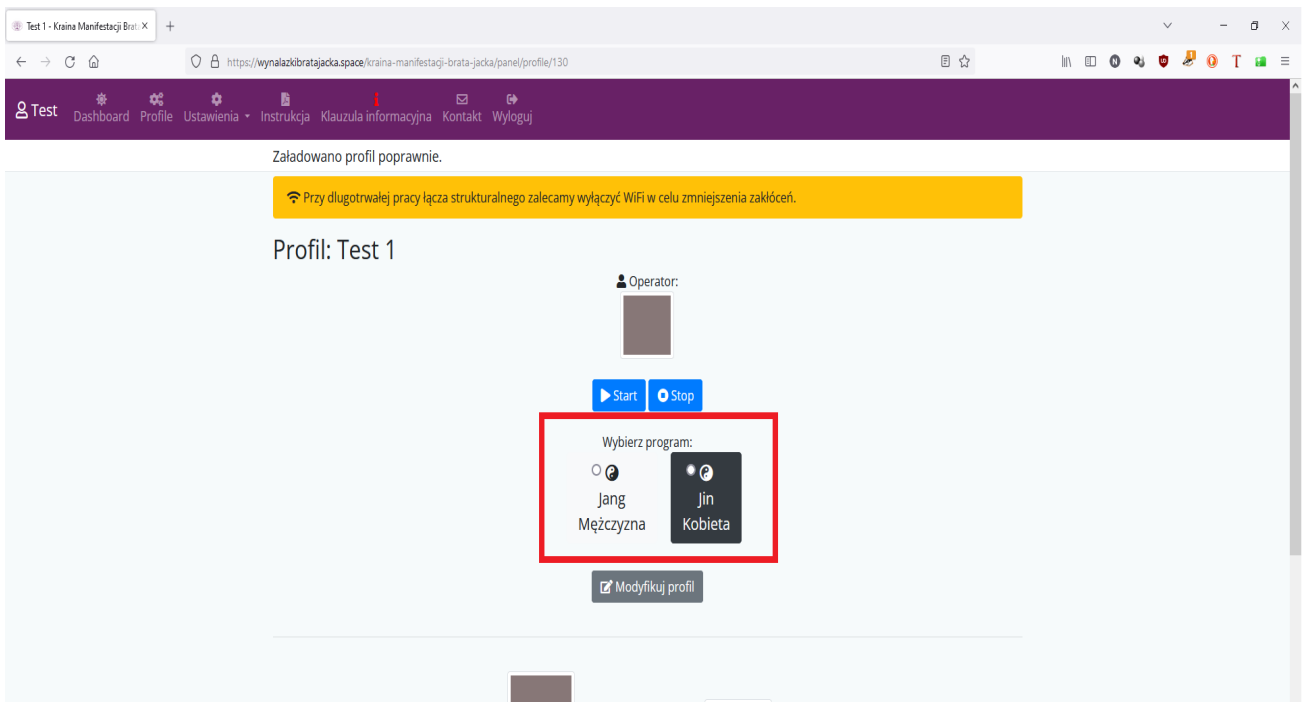 Test 1 - Kraina Manifestacji Brat
https://wynalazkibratajacka.space/kraina-manifestacji-brata-jacka/panel/profile/130
Test Dashboard Profile Ustawienia Instrukcja Klauzula informacyjna Kontakt Wyloguj
Załadowano profil poprawnie.
Przy dlugotrwałej pracy łącza strukturalnego zalecamy wyłączyć WiFi w celu zmniejszenia zakłóceń.
Profil: Test 1
Operator:
Start Stop
Wybierz program:
Jang Jin
Mężczyzna Kobieta
Modyfikuj profil